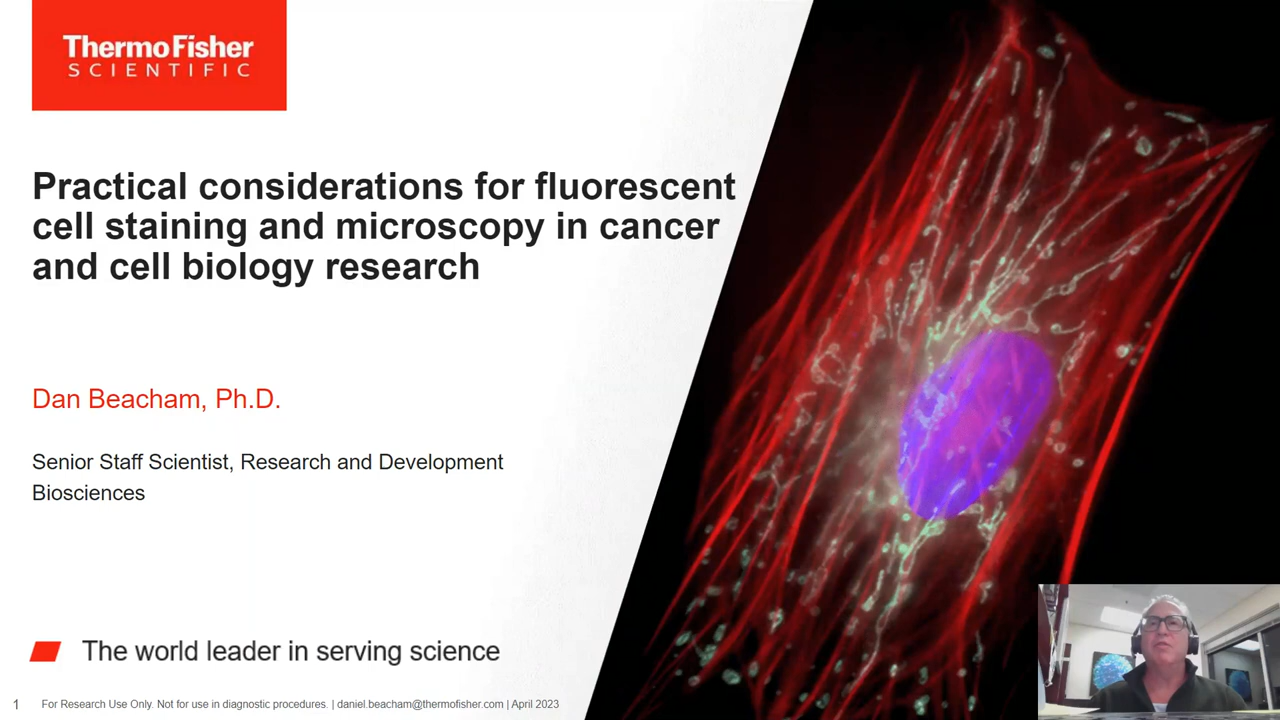 ThermoFisher
SCIENTIFIC
Practical considerations for fluorescent
cell staining and microscopy in cancer
and cell biology research
Dan Beacham, Ph.D.
Senior Staff Scientist, Research and Development
Biosciences
The world leader in serving science
1 For Research Use Only. Not for use in diagnostic procedures. | daniel.beacham@thermofisher.com | April 2023